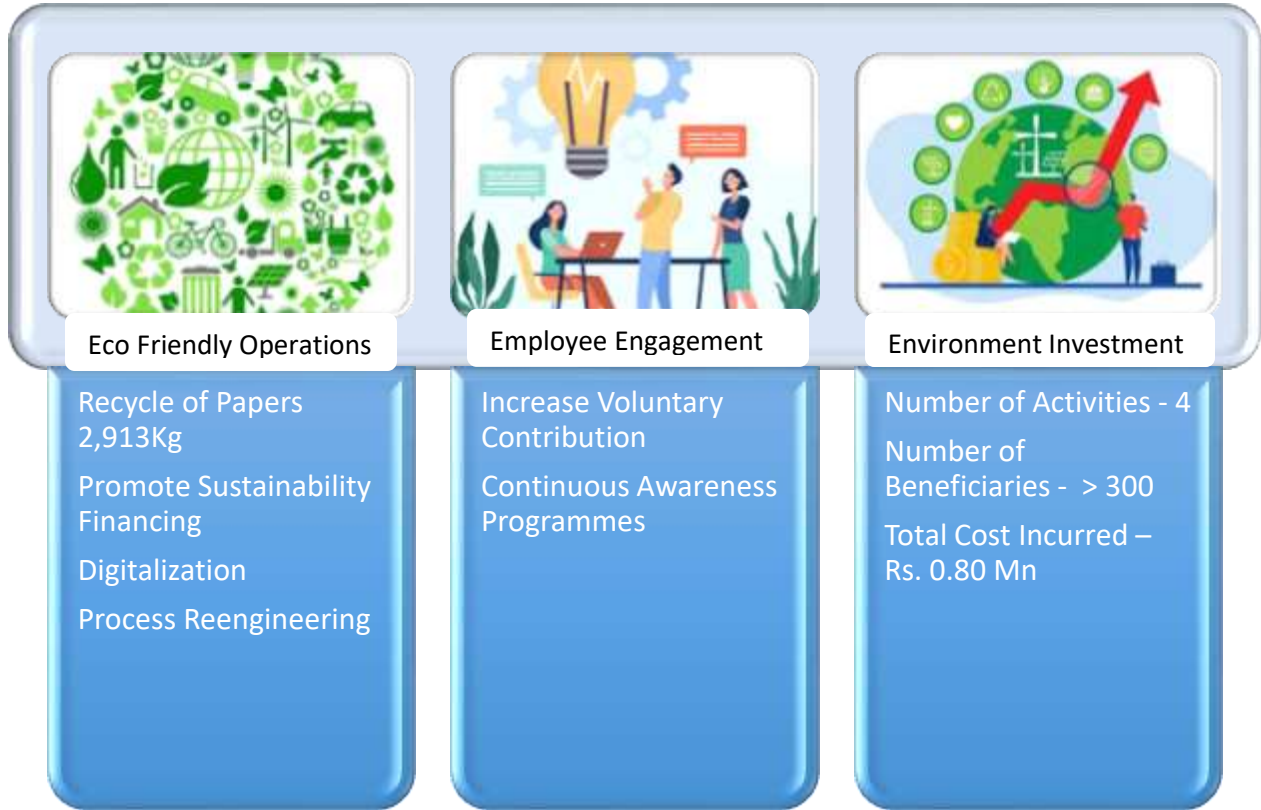 Eco Friendly Operations
Recycle of Papers
2,913Kg
Promote Sustainability
Financing
Digitalization
Process Reengineering
Employee Engagement
Increase Voluntary
Contribution
Continuous Awareness
Programmes
Environment Investment
Number of Activities - 4
Number of
Beneficiaries -  > 300
Total Cost Incurred –
Rs. 0.80 Mn